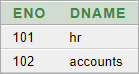 ENO DNAME
101 hr
102 accounts